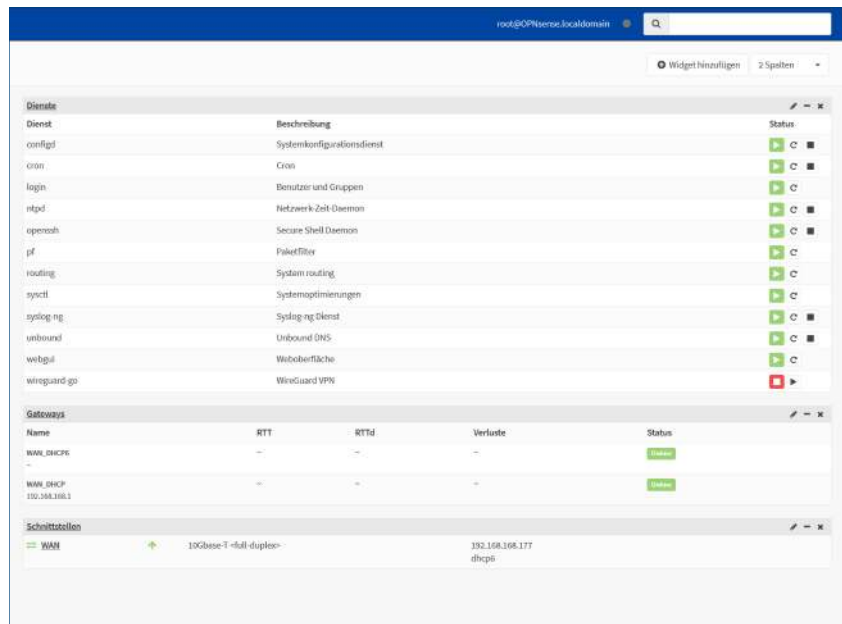 root@OPNsense.localdomain
Widget hinzufügen 2 Spalten
Dienste
Dienst Beschreibung Status
configd Systemkonfigurationsdienst
cron Cron
login Benutzer und Gruppen
ntpd Netzwerk-Zeit-Daemon
openssh Secure Shell Daemon
pf Paketfilter
routing System routing
sysctl Systemoptimierungen
syslog-ng Syslog-ng Dienst
unbound Unbound DNS
webgui Weboberfläche
wireguard-go WireGuard VPN
Gateways
Name RTT RTTd Verluste Status
WAN_DHCP6 ~ ~ ~ Online
~
WAN_DHCP ~ ~ ~ Online
192.168.168.1
Schnittstellen
WAN 10Gbase-T <full-duplex> 192.168.168.177
dhcp6